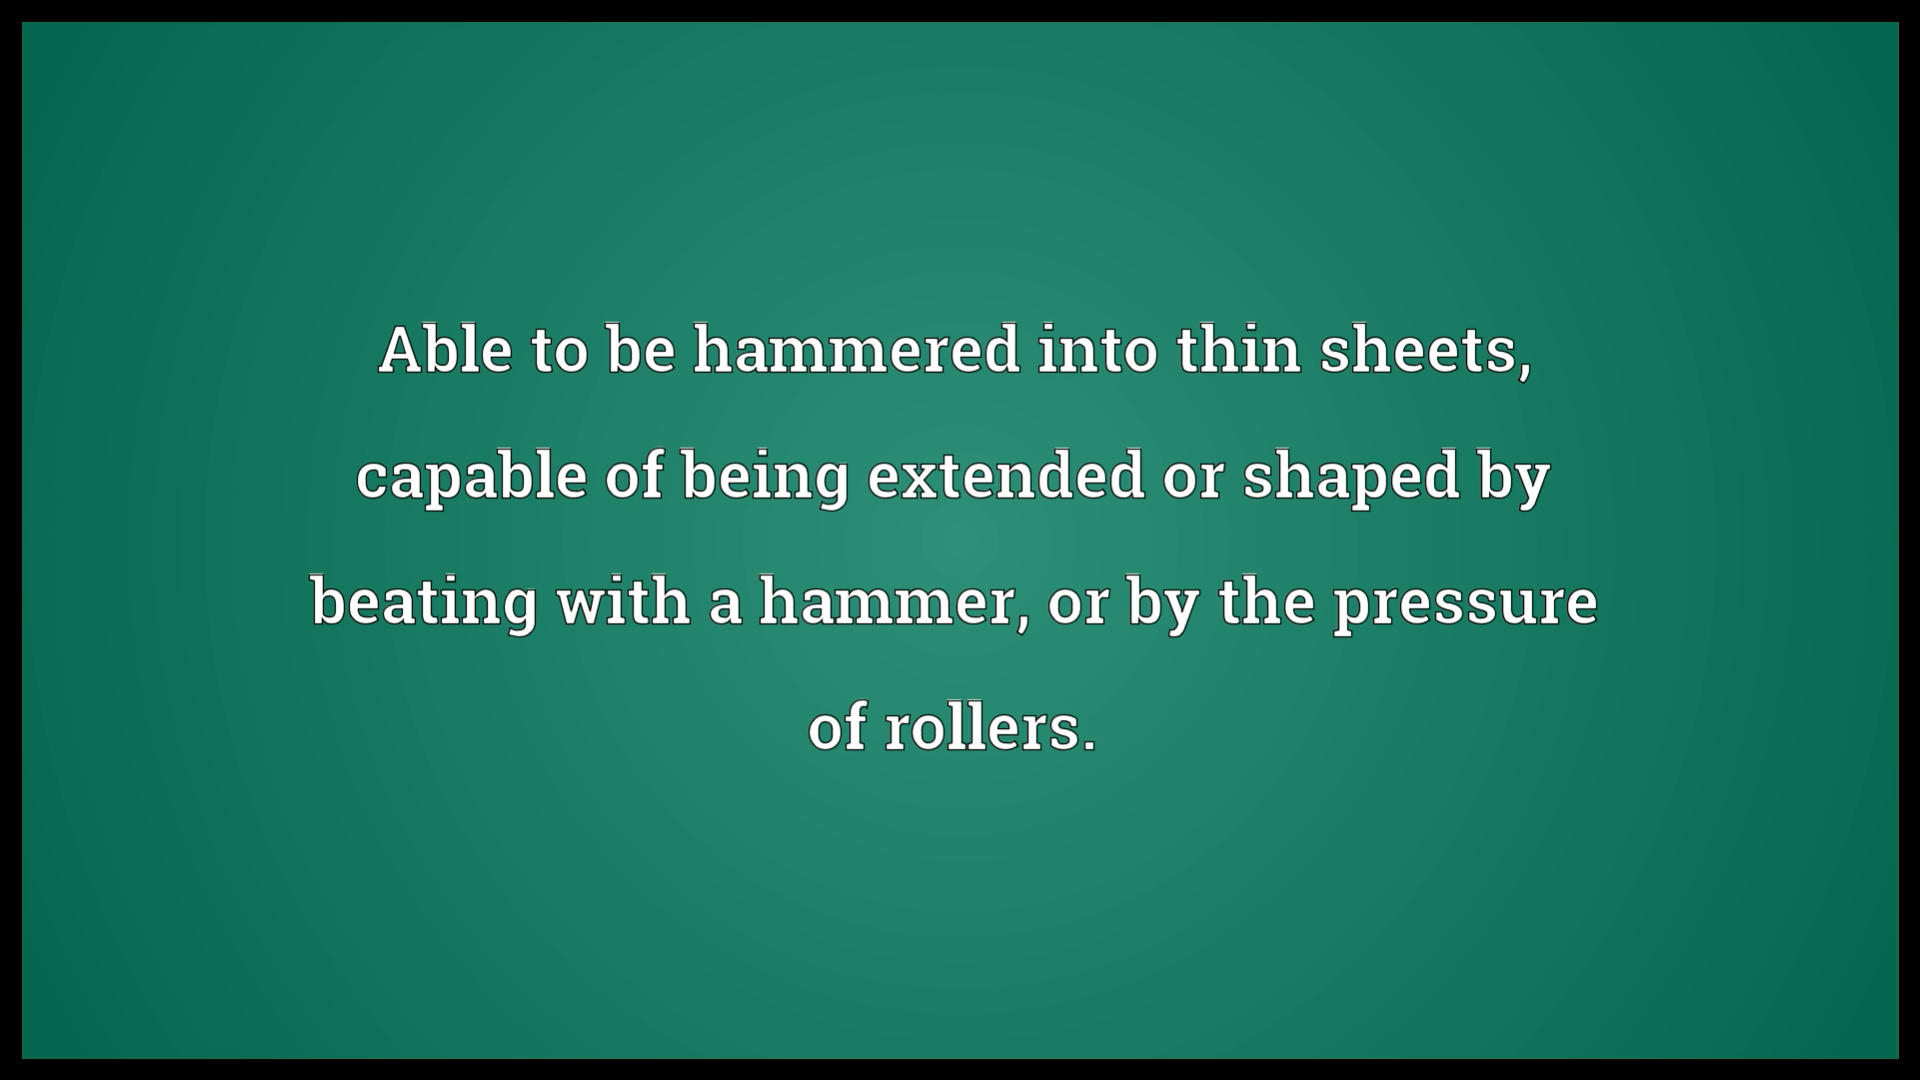 Able to be hammered into thin sheets,
capable of being extended or shaped by
beating with a hammer, or by the pressure
of rollers.